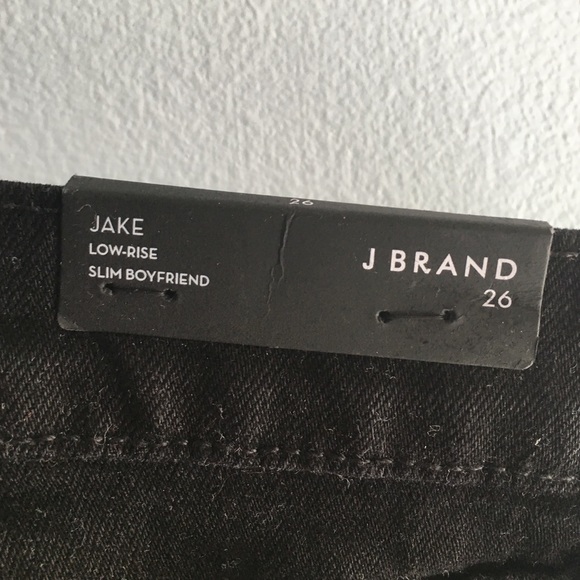 26
JAKE
LOW-RISE
SLIM BOYFRIEND
J BRAND
26